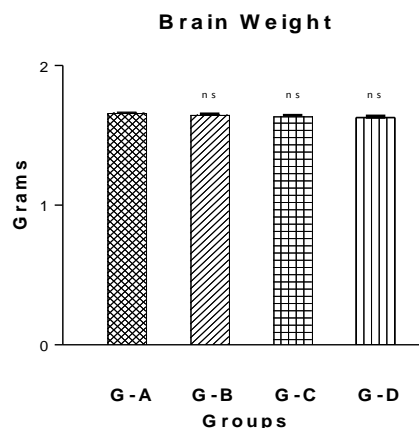 Brain Weight
2
ns ns ns
Grams
1
0
G-A G-B G-C G-D
Groups